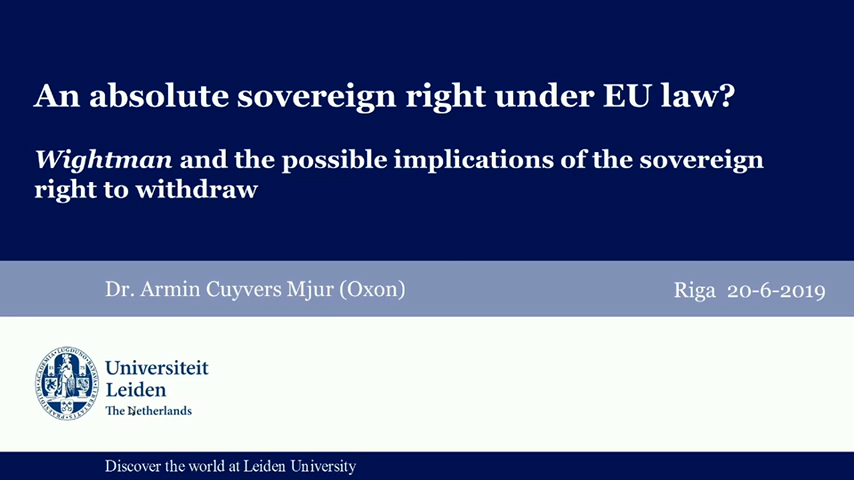 An absolute sovereign right under EU law?
Wightman and the possible implications of the sovereign
right to withdraw
Dr. Armin Cuyvers Mjur (Oxon)
Riga 20-6-2019
Universiteit
Leiden
The Netherlands
Discover the world at Leiden University